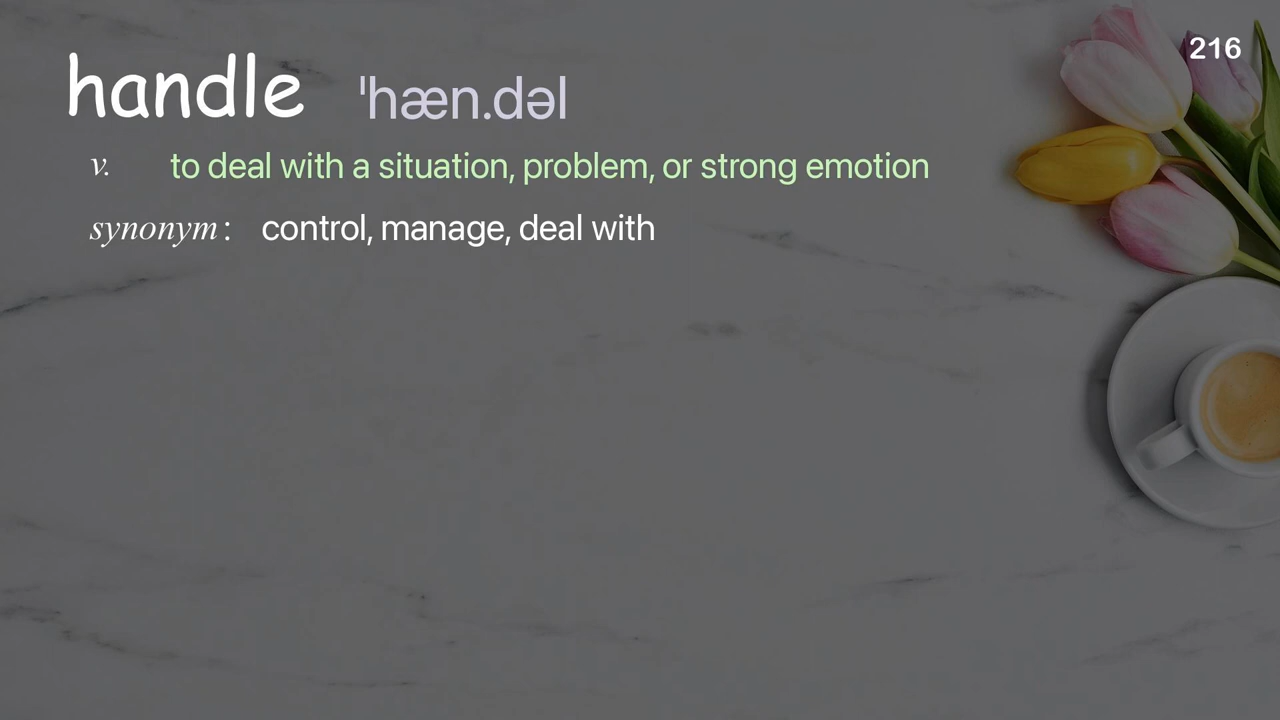 216
handle ˈhæn.dəl
v. to deal with a situation, problem, or strong emotion
synonym : control, manage, deal with